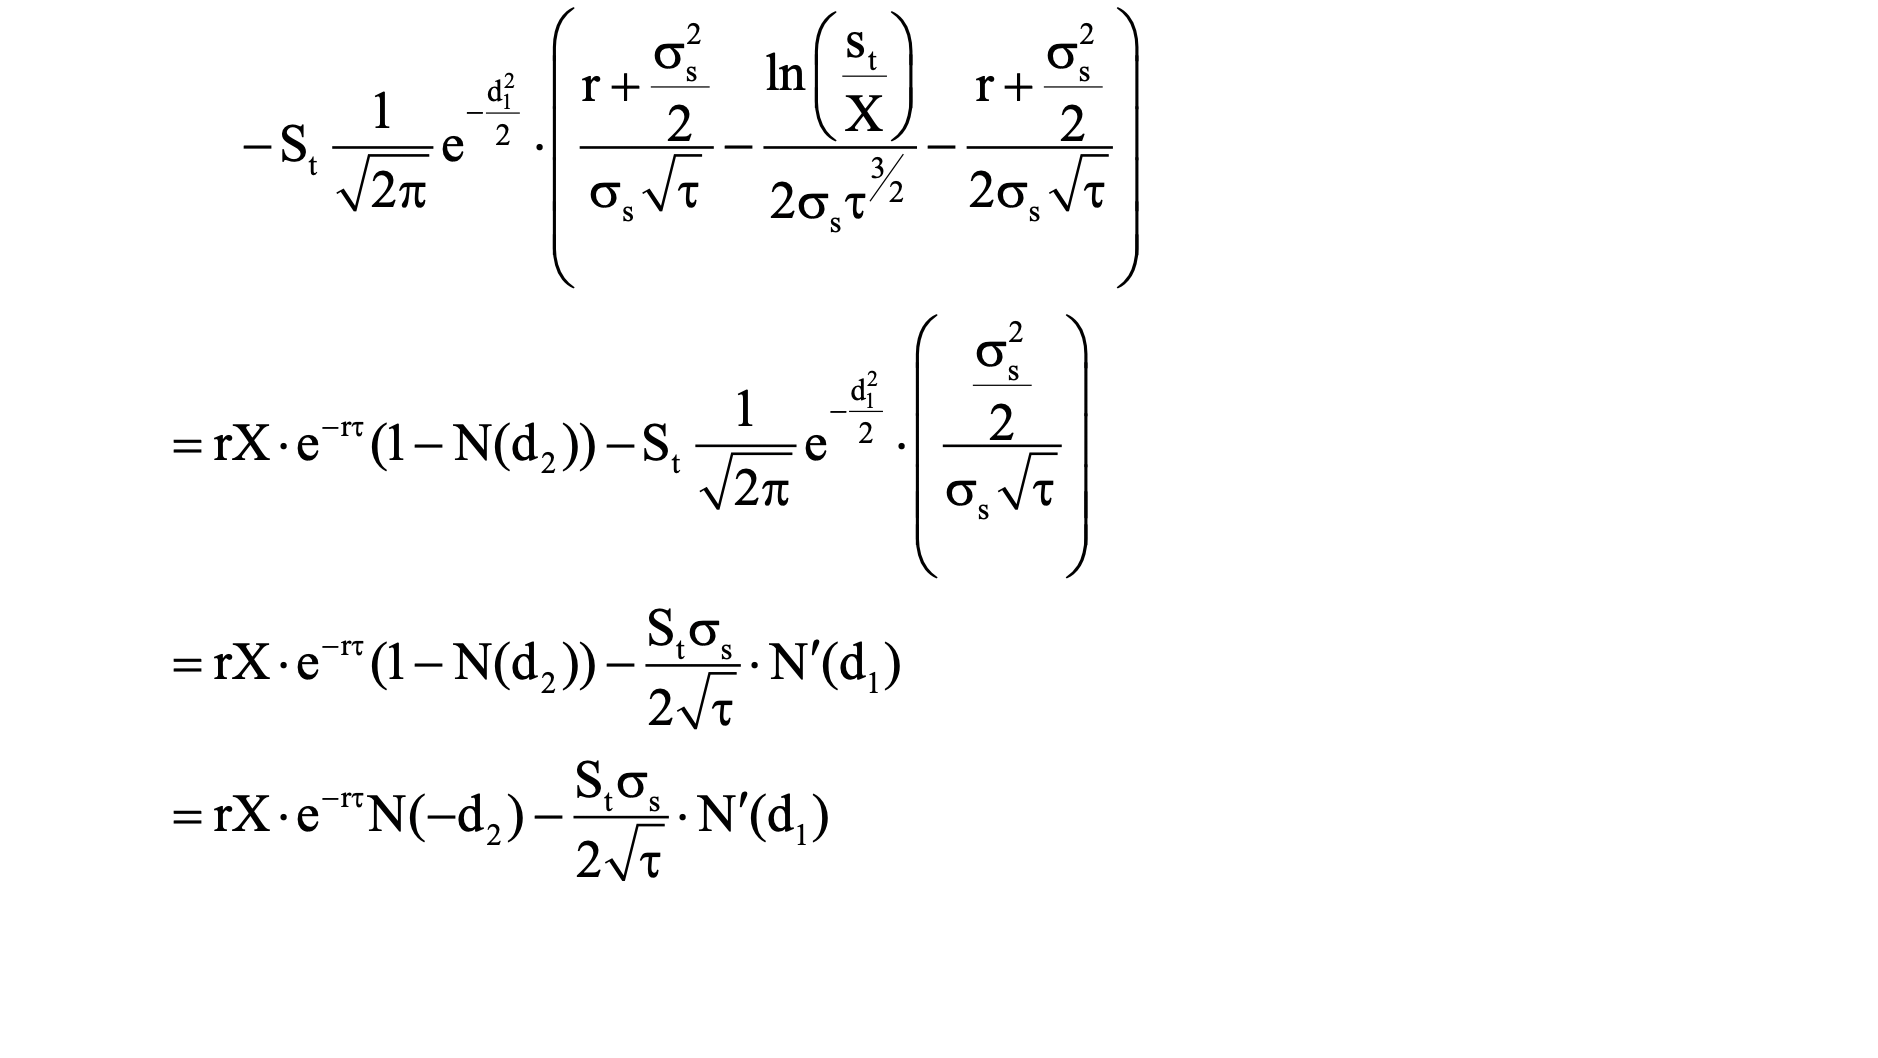 $-S_t \frac{1}{\sqrt{2\pi}} e^{-\frac{d_1^2}{2}} \cdot \left( \frac{r+\frac{\sigma_s^2}{2}}{\sigma_s\sqrt{\tau}} - \frac{\ln\left(\frac{s_t}{X}\right)}{2\sigma_s\tau^{3/2}} - \frac{r+\frac{\sigma_s^2}{2}}{2\sigma_s\sqrt{\tau}} \right)$
$= rX \cdot e^{-r\tau}(1-N(d_2)) - S_t \frac{1}{\sqrt{2\pi}} e^{-\frac{d_1^2}{2}} \cdot \left( \frac{\frac{\sigma_s^2}{2}}{\sigma_s\sqrt{\tau}} \right)$
$= rX \cdot e^{-r\tau}(1-N(d_2)) - \frac{S_t\sigma_s}{2\sqrt{\tau}} \cdot N'(d_1)$
$= rX \cdot e^{-r\tau}N(-d_2) - \frac{S_t\sigma_s}{2\sqrt{\tau}} \cdot N'(d_1)$